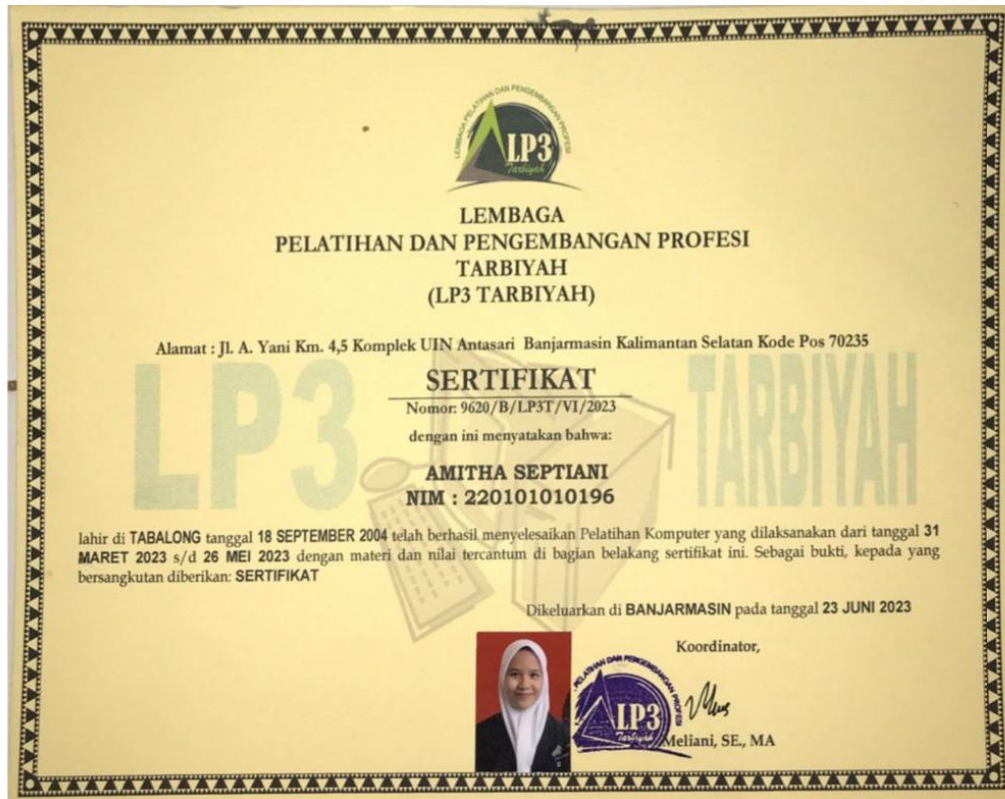 LEMBAGA PELATIHAN DAN PENGEMBANGAN PROFESI
LP3
Tarbiyah
LEMBAGA
PELATIHAN DAN PENGEMBANGAN PROFESI
TARBIYAH
(LP3 TARBIYAH)
Alamat : Jl. A. Yani Km. 4,5 Komplek UIN Antasari Banjarmasin Kalimantan Selatan Kode Pos 70235
LP3 TARBIYAH
SERTIFIKAT
Nomor: 9620/B/LP3T/VI/2023
dengan ini menyatakan bahwa:
AMITHA SEPTIANI
NIM : 220101010196
lahir di TABALONG tanggal 18 SEPTEMBER 2004 telah berhasil menyelesaikan Pelatihan Komputer yang dilaksanakan dari tanggal 31
MARET 2023 s/d 26 MEI 2023 dengan materi dan nilai tercantum di bagian belakang sertifikat ini. Sebagai bukti, kepada yang
bersangkutan diberikan: SERTIFIKAT
Dikeluarkan di BANJARMASIN pada tanggal 23 JUNI 2023
Koordinator,
PELATIHAN DAN PENGEMBANGAN PROFESI
LP3
Tarbiyah
Meliani, SE., MA